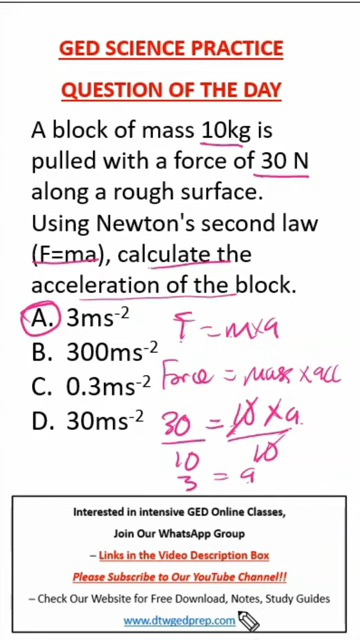 GED SCIENCE PRACTICE
QUESTION OF THE DAY
A block of mass 10kg is
pulled with a force of 30 N
along a rough surface.
Using Newton's second law
(F=ma), calculate the
acceleration of the block.
A. 3ms⁻²
F = m×a
B. 300ms⁻²
Force = mass × acc
C. 0.3ms⁻²
D. 30ms⁻²
30 = 10 × a
10 10
3 = a
Interested in intensive GED Online Classes,
Join Our WhatsApp Group
– Links in the Video Description Box
Please Subscribe to Our YouTube Channel!!
– Check Our Website for Free Download, Notes, Study Guides
www.dtwgedprep.com